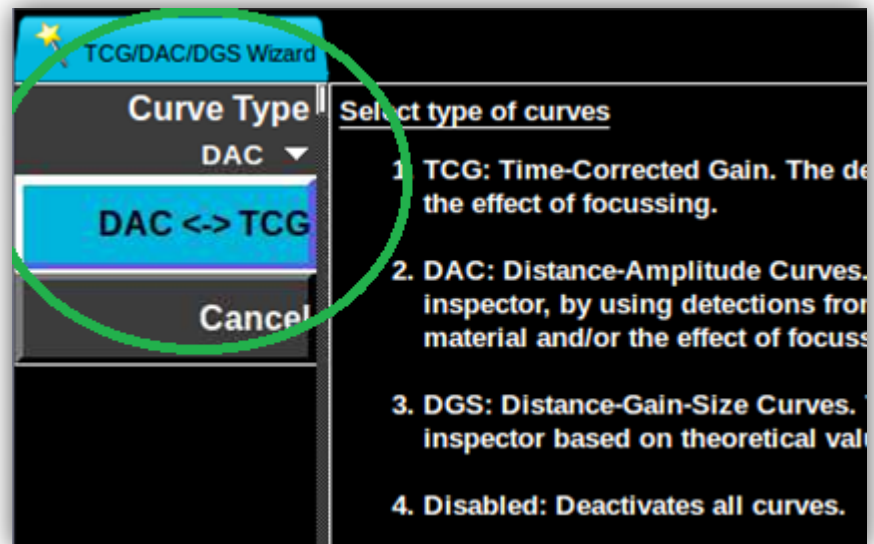 TCG/DAC/DGS Wizard
Curve Type
DAC
DAC <-> TCG
Cancel
Select type of curves
1. TCG: Time-Corrected Gain. The
the effect of focussing.
2. DAC: Distance-Amplitude Curves.
inspector, by using detections
material and/or the effect of
3. DGS: Distance-Gain-Size Curves.
inspector based on theoretical
4. Disabled: Deactivates all curves.